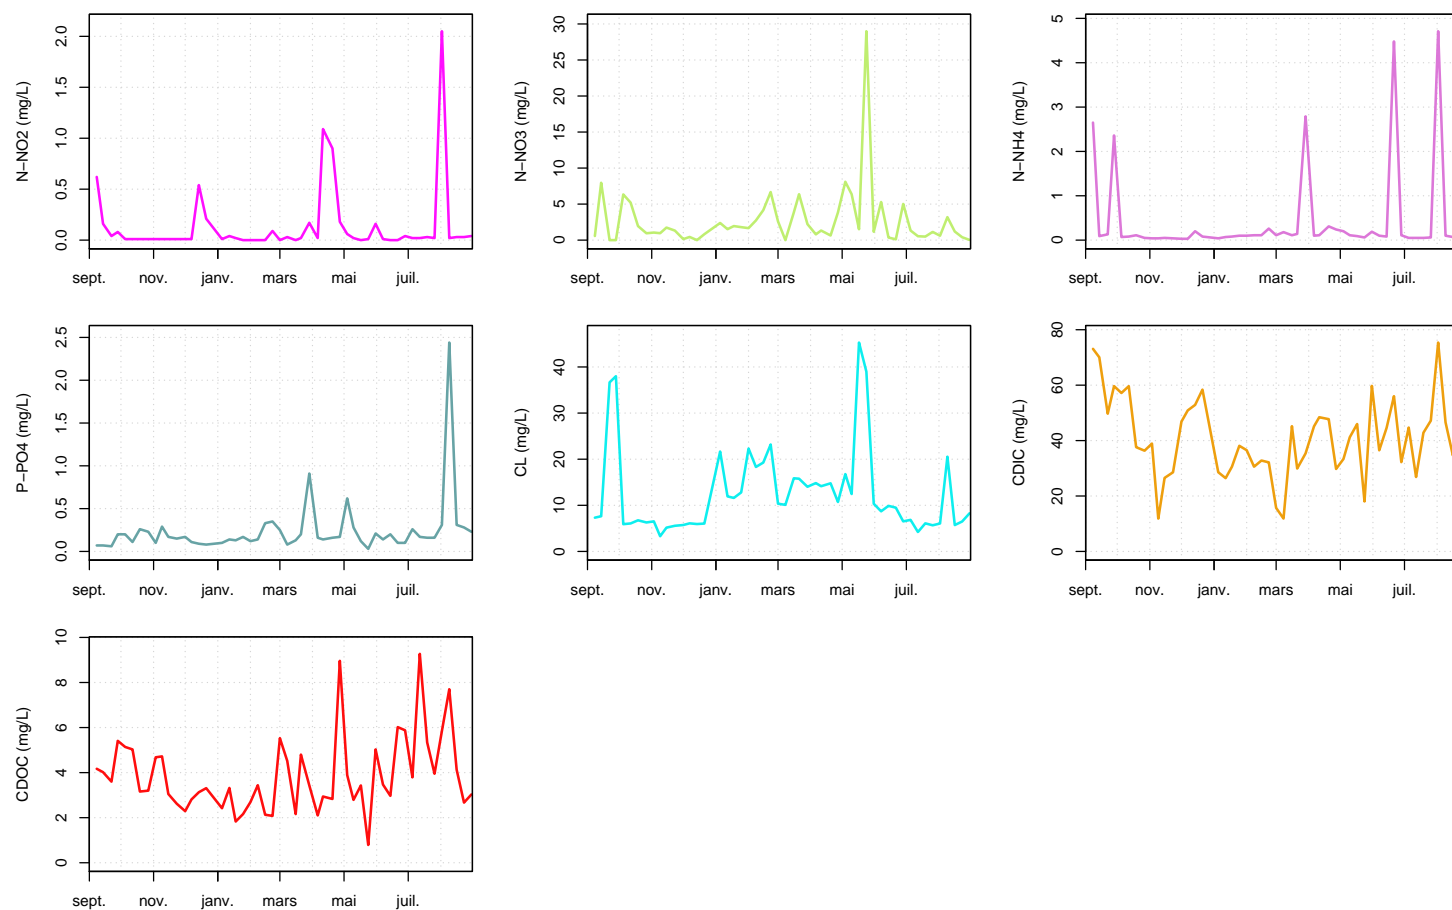 N−NO2 (mg/L)
0.0 0.5 1.0 1.5 2.0
sept. nov. janv. mars mai juil.
N−NO3 (mg/L)
0 5 10 15 20 25 30
sept. nov. janv. mars mai juil.
N−NH4 (mg/L)
0 1 2 3 4 5
sept. nov. janv. mars mai juil.
P−PO4 (mg/L)
0.0 0.5 1.0 1.5 2.0 2.5
sept. nov. janv. mars mai juil.
CL (mg/L)
0 10 20 30 40
sept. nov. janv. mars mai juil.
CDIC (mg/L)
0 20 40 60 80
sept. nov. janv. mars mai juil.
CDOC (mg/L)
0 2 4 6 8 10
sept. nov. janv. mars mai juil.